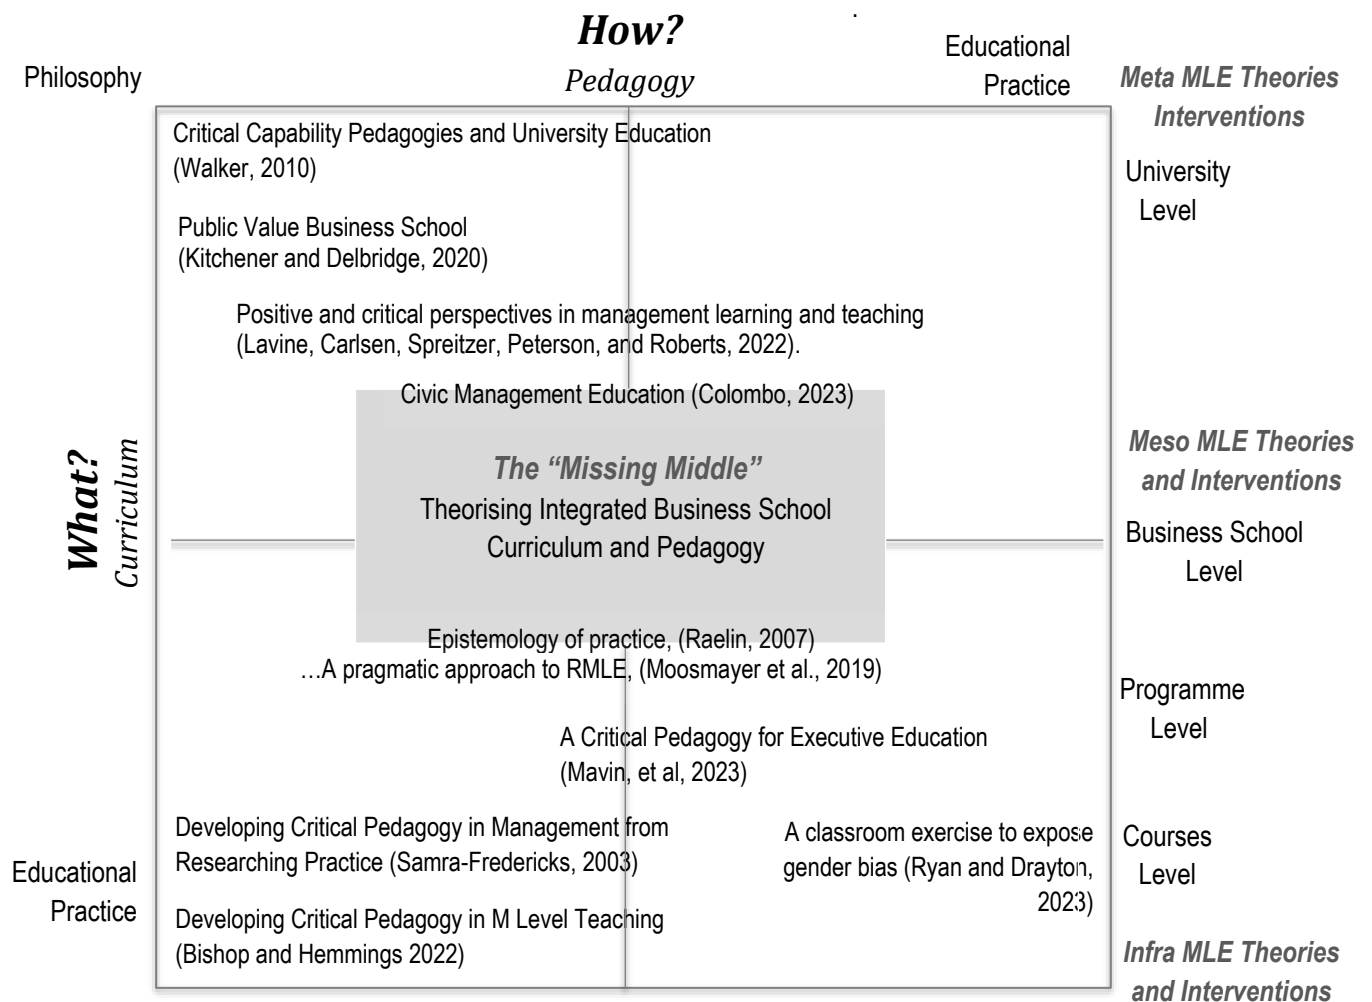 How?
Pedagogy
Educational
Practice
Philosophy
Meta MLE Theories
Interventions
Critical Capability Pedagogies and University Education
(Walker, 2010)
University
Level
Public Value Business School
(Kitchener and Delbridge, 2020)
Positive and critical perspectives in management learning and teaching
(Lavine, Carlsen, Spreitzer, Peterson, and Roberts, 2022).
Civic Management Education (Colombo, 2023)
What?
Curriculum
The “Missing Middle”
Theorising Integrated Business School
Curriculum and Pedagogy
Meso MLE Theories
and Interventions
Business School
Level
Epistemology of practice, (Raelin, 2007)
…A pragmatic approach to RMLE, (Moosmayer et al., 2019)
Programme
Level
A Critical Pedagogy for Executive Education
(Mavin, et al, 2023)
Developing Critical Pedagogy in Management from
Researching Practice (Samra-Fredericks, 2003)
A classroom exercise to expose
gender bias (Ryan and Drayton,
2023)
Courses
Level
Educational
Practice
Developing Critical Pedagogy in M Level Teaching
(Bishop and Hemmings 2022)
Infra MLE Theories
and Interventions